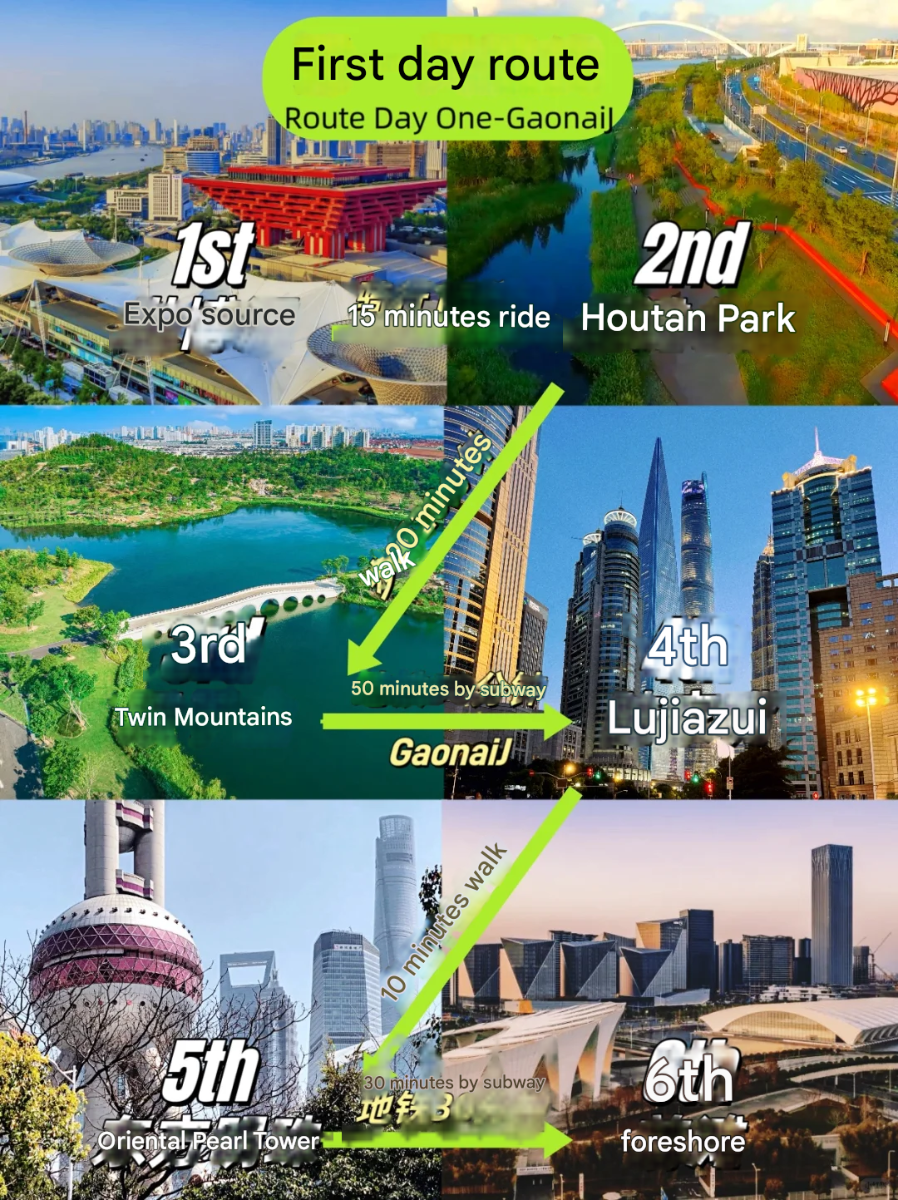 First day route
Route Day One-GaonaiJ
1st
Expo source
15 minutes ride
2nd
Houtan Park
20 minutes
walk
3rd
Twin Mountains
50 minutes by subway
GaonaiJ
4th
Lujiazui
10 minutes walk
5th
Oriental Pearl Tower
30 minutes by subway
地铁 3
6th
foreshore